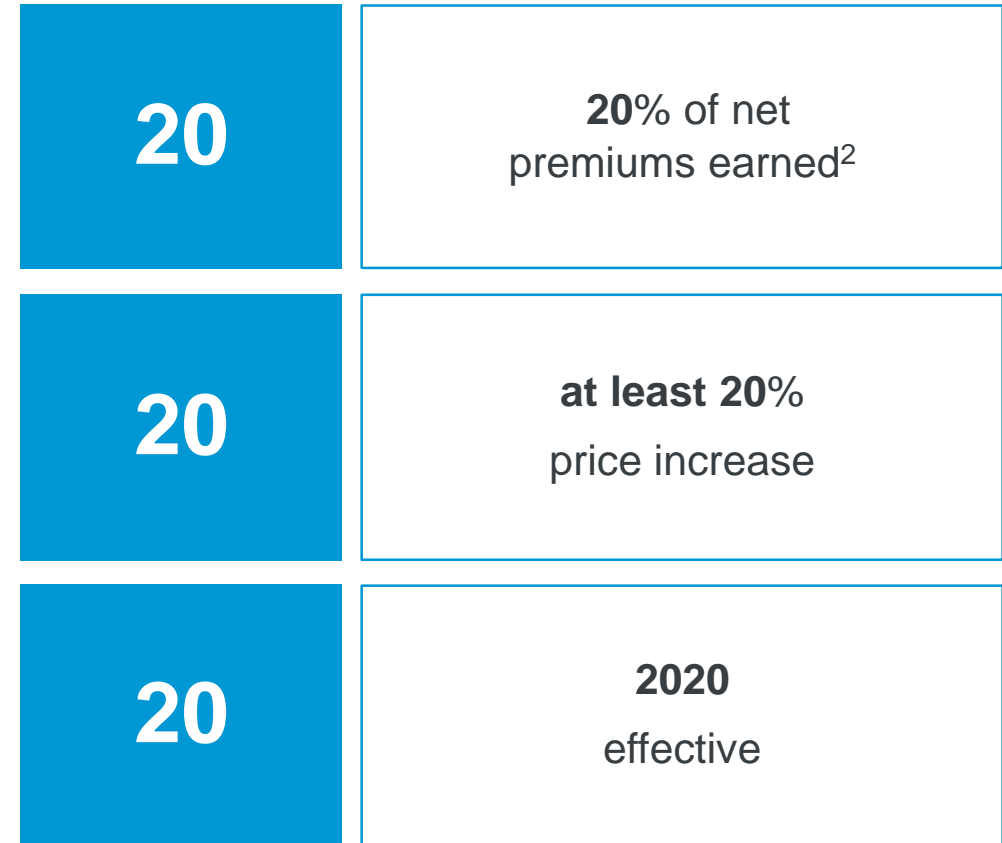 20
20% of net
premiums earned²
20
at least 20%
price increase
20
2020
effective